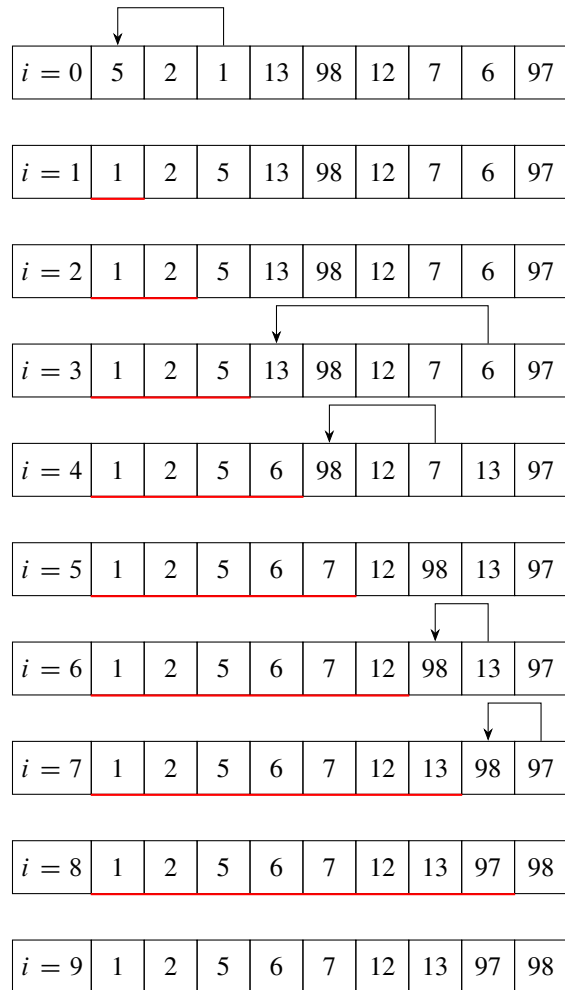 i = 0 5 2 1 13 98 12 7 6 97
i = 1 1 2 5 13 98 12 7 6 97
i = 2 1 2 5 13 98 12 7 6 97
i = 3 1 2 5 13 98 12 7 6 97
i = 4 1 2 5 6 98 12 7 13 97
i = 5 1 2 5 6 7 12 98 13 97
i = 6 1 2 5 6 7 12 98 13 97
i = 7 1 2 5 6 7 12 13 98 97
i = 8 1 2 5 6 7 12 13 97 98
i = 9 1 2 5 6 7 12 13 97 98